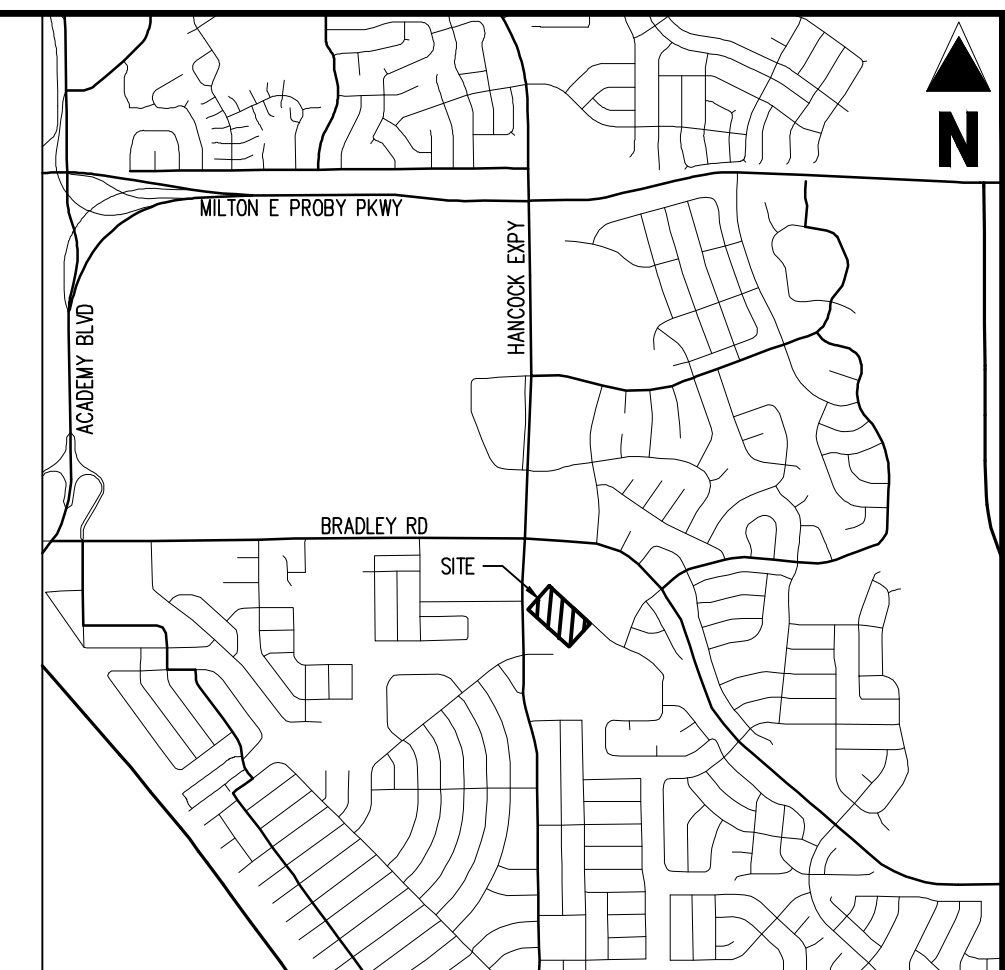 N
MILTON E PROBY PKWY
HANCOCK EXPY
ACADEMY BLVD
BRADLEY RD
SITE